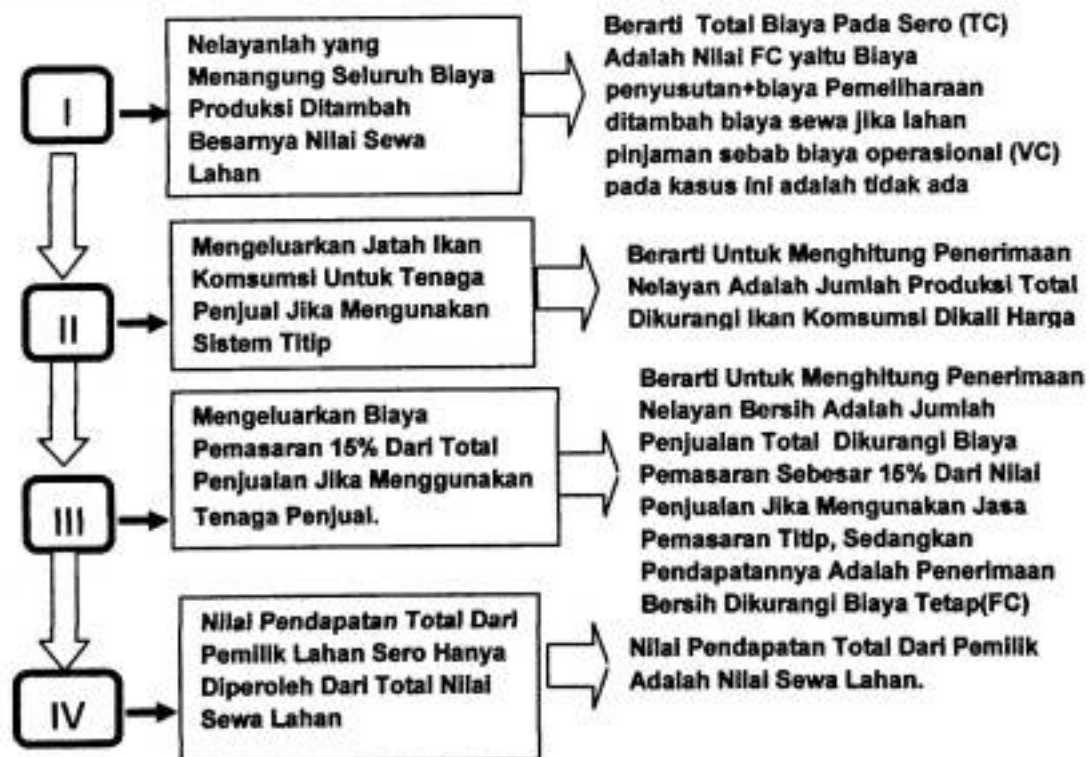 I
Nelayanlah yang
Menangung Seluruh Biaya
Produksi Ditambah
Besarnya Nilai Sewa
Lahan
Berarti Total Biaya Pada Sero (TC)
Adalah Nilai FC yaitu Biaya
penyusutan+biaya Pemeliharaan
ditambah biaya sewa jika lahan
pinjaman sebab biaya operasional (VC)
pada kasus ini adalah tidak ada
II
Mengeluarkan Jatah Ikan
Komsumsi Untuk Tenaga
Penjual Jika Mengunakan
Sistem Titip
Berarti Untuk Menghitung Penerimaan
Nelayan Adalah Jumlah Produksi Total
Dikurangi Ikan Komsumsi Dikali Harga
III
Mengeluarkan Biaya
Pemasaran 15% Dari Total
Penjualan Jika Menggunakan
Tenaga Penjual.
Berarti Untuk Menghitung Penerimaan
Nelayan Bersih Adalah Jumlah
Penjualan Total Dikurangi Biaya
Pemasaran Sebesar 15% Dari Nilai
Penjualan Jika Mengunakan Jasa
Pemasaran Titip, Sedangkan
Pendapatannya Adalah Penerimaan
Bersih Dikurangi Biaya Tetap(FC)
IV
Nilai Pendapatan Total Dari
Pemilik Lahan Sero Hanya
Diperoleh Dari Total Nilai
Sewa Lahan
Nilai Pendapatan Total Dari Pemilik
Adalah Nilai Sewa Lahan.